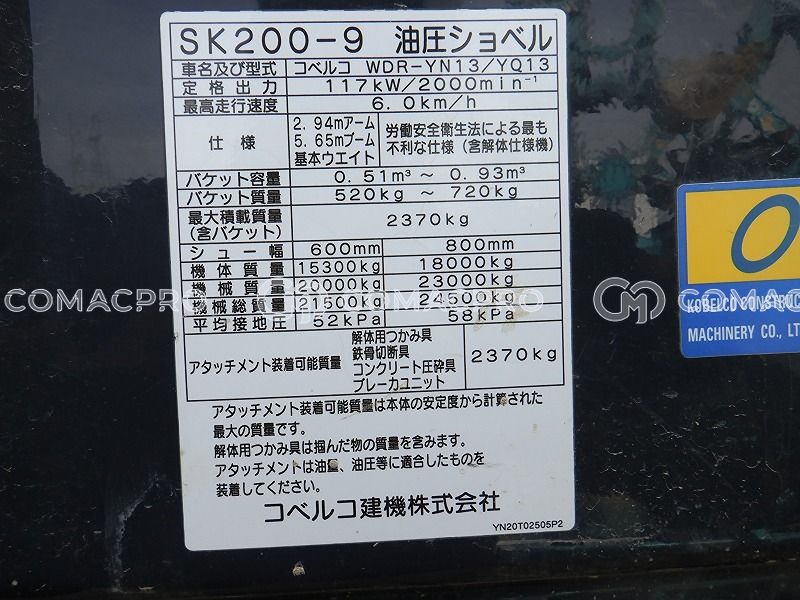 SK200-9 油圧ショベル
車名及び型式 コベルコ WDR-YN13/YQ13
定格出力 117kW/2000min⁻¹
最高走行速度 6.0km/h
仕様
2.94mアーム
5.65mブーム
基本ウエイト
労働安全衛生法による最も
不利な仕様(含解体仕様機)
バケット容量 0.51m³ ～ 0.93m³
バケット質量 520kg ～ 720kg
最大積載質量
(含バケット)
2370kg
シュー幅 600mm 800mm
機体質量 15300kg 18000kg
機械質量 20000kg 23000kg
機械総質量 21500kg 24500kg
平均接地圧 52kPa 58kPa
アタッチメント装着可能質量
解体用つかみ具
鉄骨切断具
コンクリート圧砕具
ブレーカユニット
2370kg
アタッチメント装着可能質量は本体の安定度から計算された
最大の質量です。
解体用つかみ具は掴んだ物の質量を含みます。
アタッチメントは油量、油圧等に適合したものを
装着してください。
コベルコ建機株式会社
YN20T02505P2
KOBELCO CONSTRUC
MACHINERY CO., LT
COMACPRO
COMACPRO